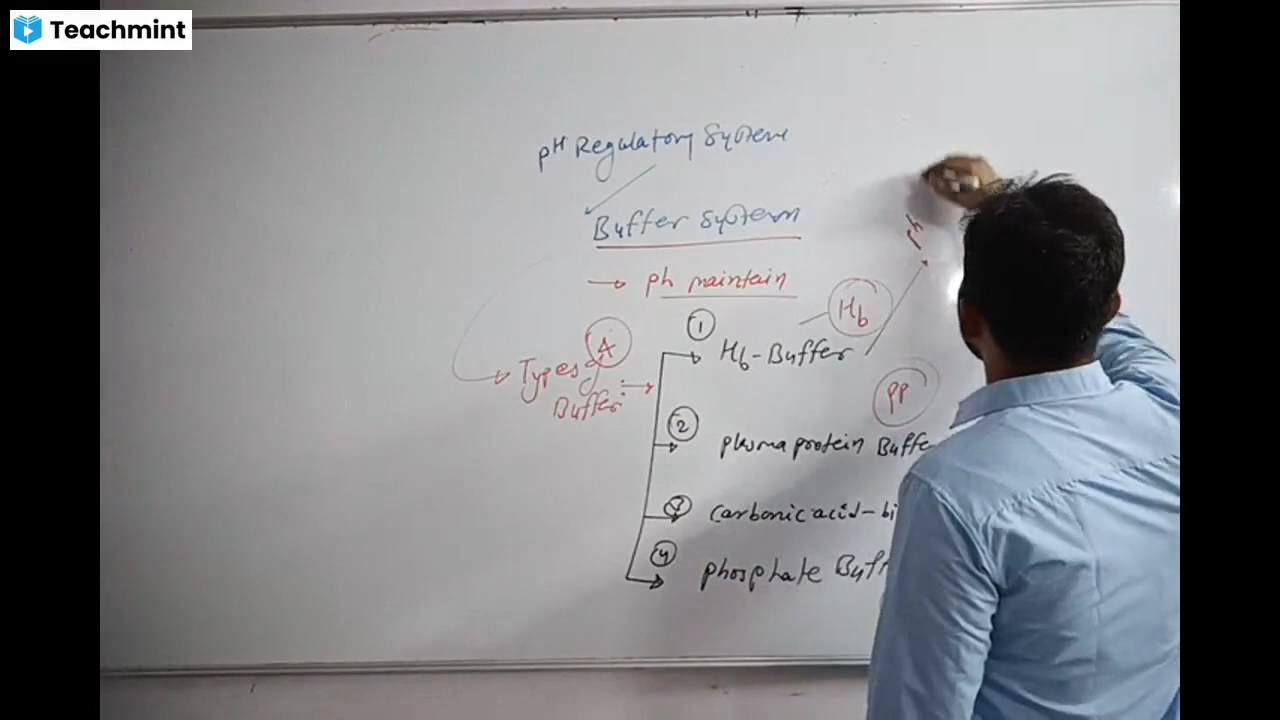 Teachmint
pH Regulatory System
Buffer System
ph maintain
Types of
Buffer
4
1
Hb-Buffer
Hb
2
plasma protein Buffe
PP
3
Carbonic acid-bi
4
phosphate Buff